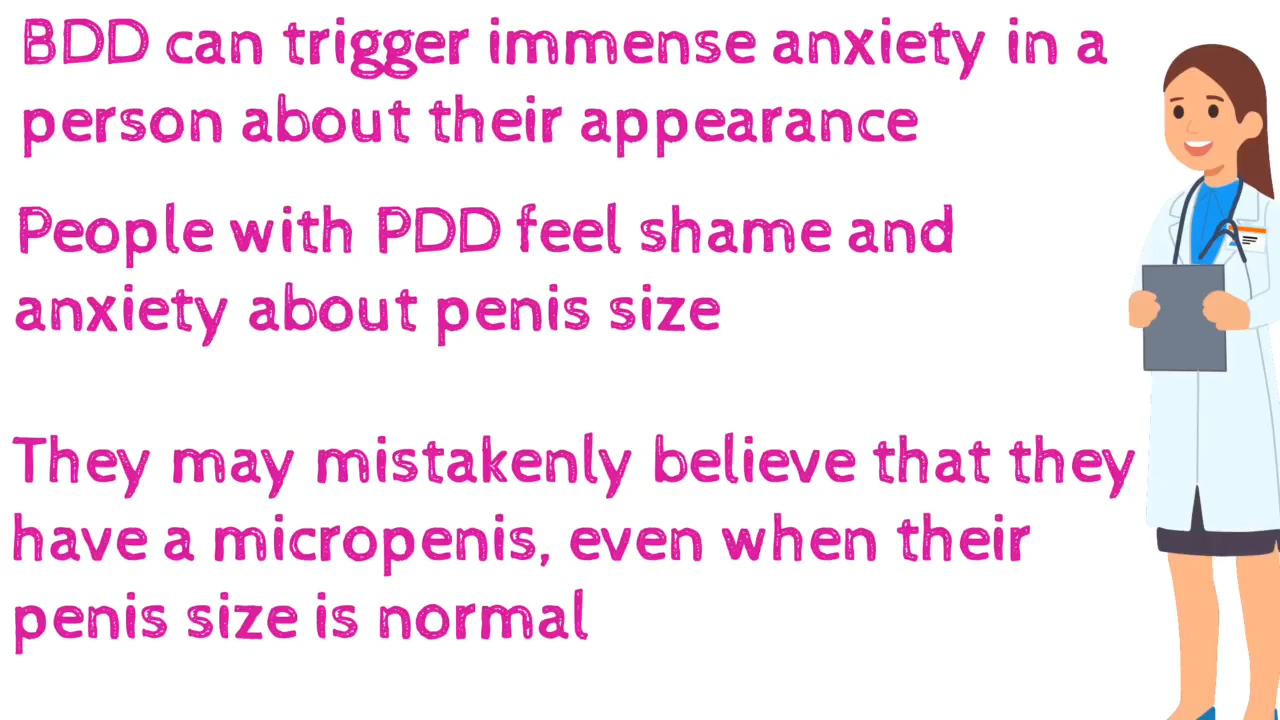 BDD can trigger immense anxiety in a
person about their appearance
People with PDD feel shame and
anxiety about penis size
They may mistakenly believe that they
have a micropenis, even when their
penis size is normal